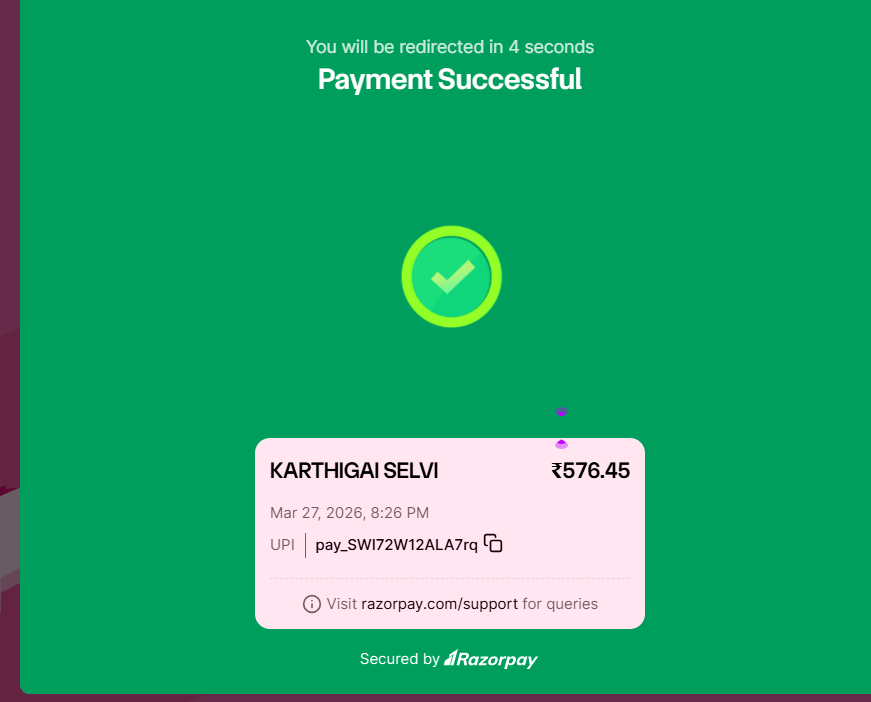 You will be redirected in 4 seconds
Payment Successful
KARTHIGAI SELVI ₹576.45
Mar 27, 2026, 8:26 PM
UPI pay_SWI72W12ALA7rq
Visit razorpay.com/support for queries
Secured by Razorpay